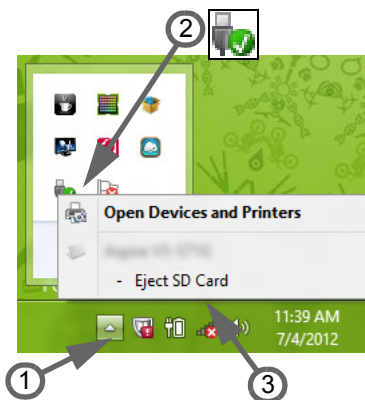 2
Open Devices and Printers
- Eject SD Card
11:39 AM
7/4/2012
1
3